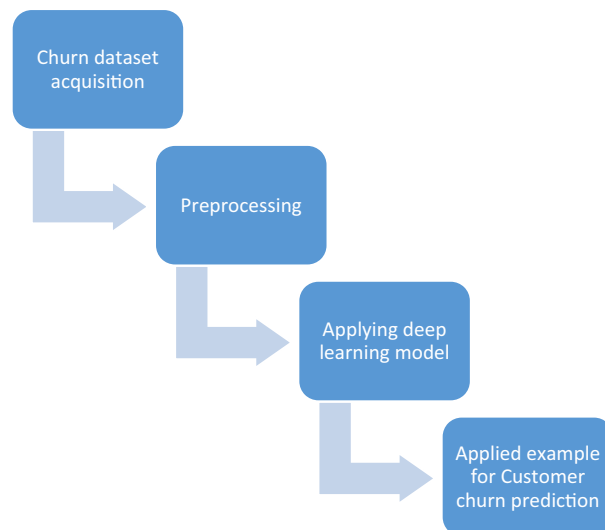 Churn dataset
acquisition
Preprocessing
Applying deep
learning model
Applied example
for Customer
churn prediction